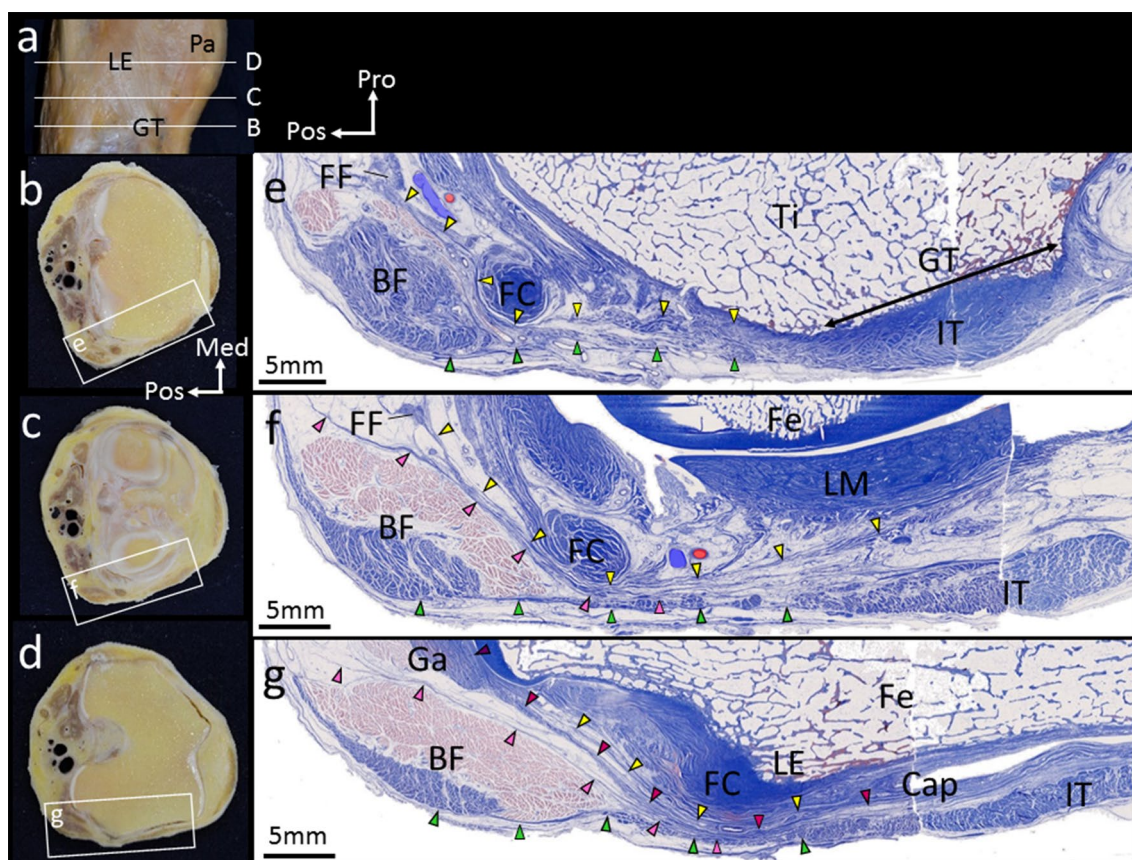 a
Pa
LE
D
C
GT
B
Pro
Pos
b
e
Med
Pos
c
f
d
g
e
FF
Ti
BF
FC
GT
IT
5mm
f
FF
Fe
LM
BF
FC
IT
5mm
g
Ga
Fe
BF
LE
FC
Cap
IT
5mm